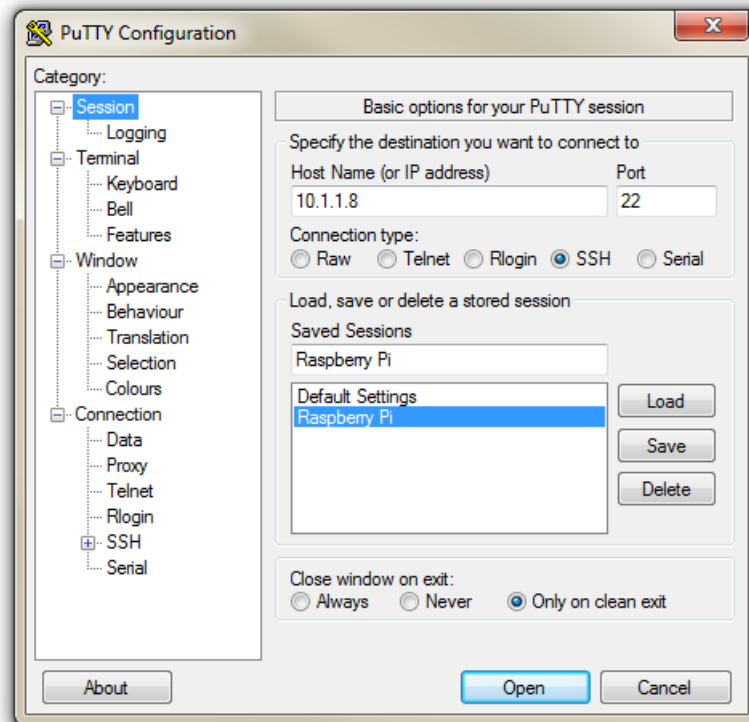 PuTTY Configuration
Category:
Session
Logging
Terminal
Keyboard
Bell
Features
Window
Appearance
Behaviour
Translation
Selection
Colours
Connection
Data
Proxy
Telnet
Rlogin
SSH
Serial
Basic options for your PuTTY session
Specify the destination you want to connect to
Host Name (or IP address) Port
10.1.1.8 22
Connection type:
Raw Telnet Rlogin SSH Serial
Load, save or delete a stored session
Saved Sessions
Raspberry Pi
Default Settings
Raspberry Pi
Load
Save
Delete
Close window on exit:
Always Never Only on clean exit
About Open Cancel